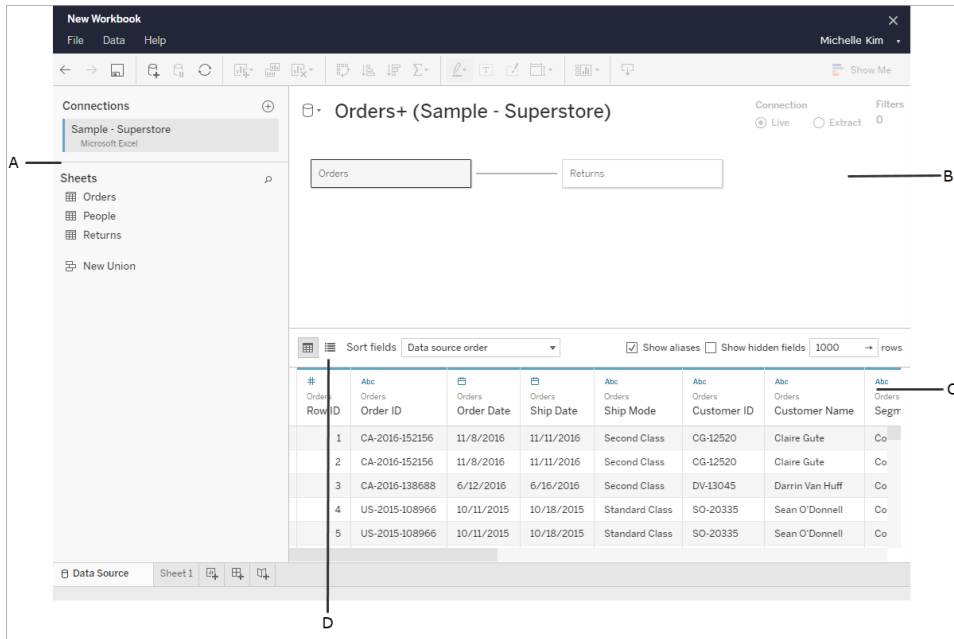 New Workbook
File Data Help
Michelle Kim
Show Me
Connections
Sample - Superstore
Microsoft Excel
A
Sheets
Orders
People
Returns
New Union
Orders+ (Sample - Superstore)
Connection
Live Extract
Filters
0
Orders
Returns
B
Sort fields Data source order Show aliases Show hidden fields 1000 → rows
# Abc Abc Abc Abc Abc
Orders Orders Orders Orders Orders Orders Orders Orders
C
Row ID Order ID Order Date Ship Date Ship Mode Customer ID Customer Name Segm
1 CA-2016-152156 11/8/2016 11/11/2016 Second Class CG-12520 Claire Gute Co
2 CA-2016-152156 11/8/2016 11/11/2016 Second Class CG-12520 Claire Gute Co
3 CA-2016-138688 6/12/2016 6/16/2016 Second Class DV-13045 Darrin Van Huff Co
4 US-2015-108966 10/11/2015 10/18/2015 Standard Class SO-20335 Sean O'Donnell Co
5 US-2015-108966 10/11/2015 10/18/2015 Standard Class SO-20335 Sean O'Donnell Co
Data Source Sheet 1
D